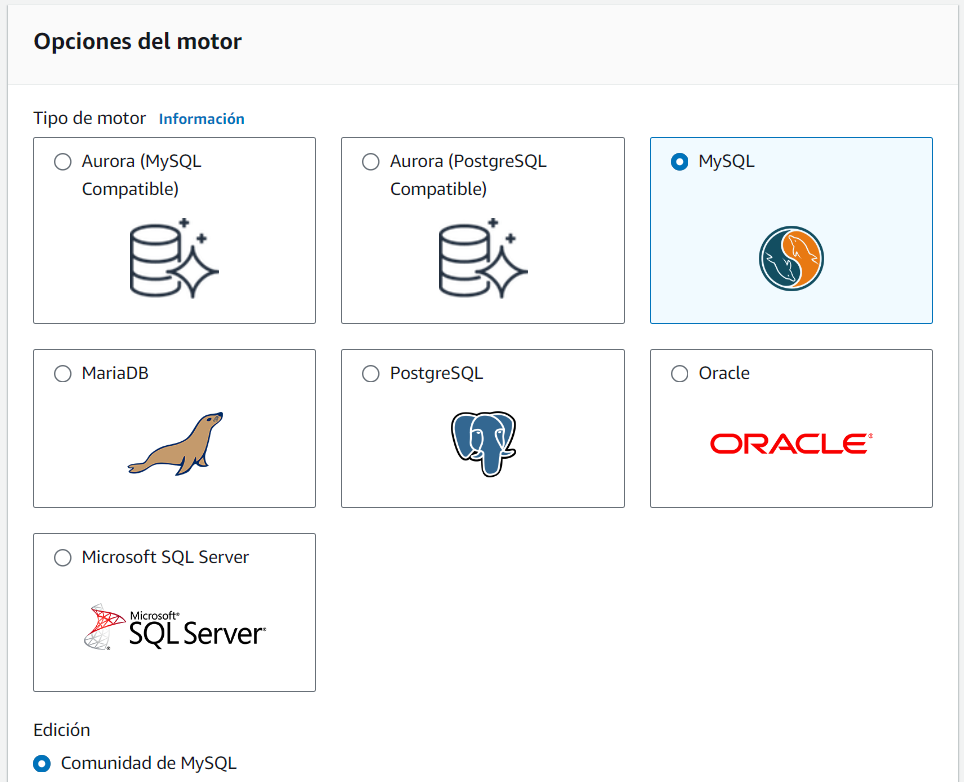 Opciones del motor
Tipo de motor Información
Aurora (MySQL
Compatible)
Aurora (PostgreSQL
Compatible)
MySQL
MariaDB
PostgreSQL
Oracle
ORACLE®
Microsoft SQL Server
Microsoft®
SQL Server®
Edición
Comunidad de MySQL